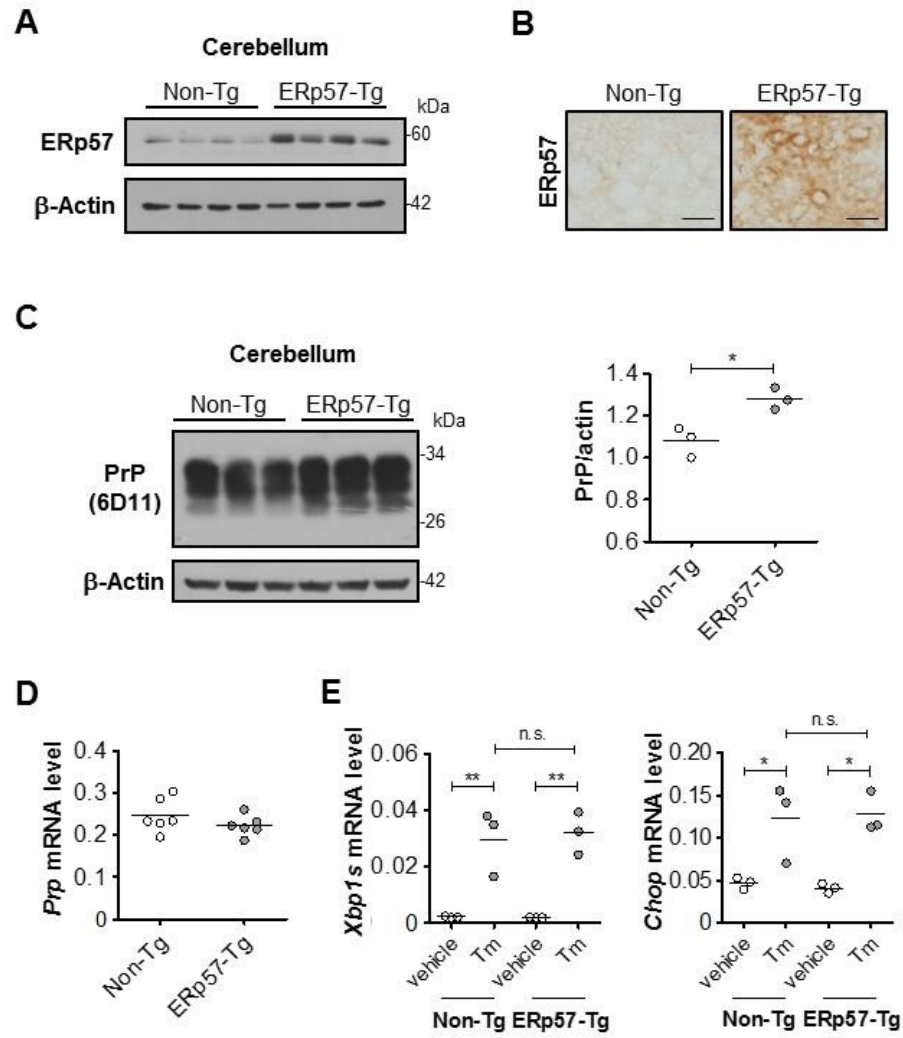 A
Cerebellum
Non-Tg ERp57-Tg
kDa
ERp57
-60
β-Actin
-42
B
Non-Tg ERp57-Tg
ERp57
C
Cerebellum
Non-Tg ERp57-Tg
kDa
PrP
(6D11)
-34
-26
β-Actin
-42
PrP/actin
1.4
1.2
1.0
0.8
0.6
*
Non-Tg
ERp57-Tg
D
Prp mRNA level
0.4
0.3
0.2
0.1
0
Non-Tg
ERp57-Tg
E
Xbp1s mRNA level
0.06
0.04
0.02
0
n.s.
** **
vehicle Tm vehicle Tm
Non-Tg ERp57-Tg
Chop mRNA level
0.20
0.15
0.10
0.05
0
n.s.
* *
vehicle Tm vehicle Tm
Non-Tg ERp57-Tg